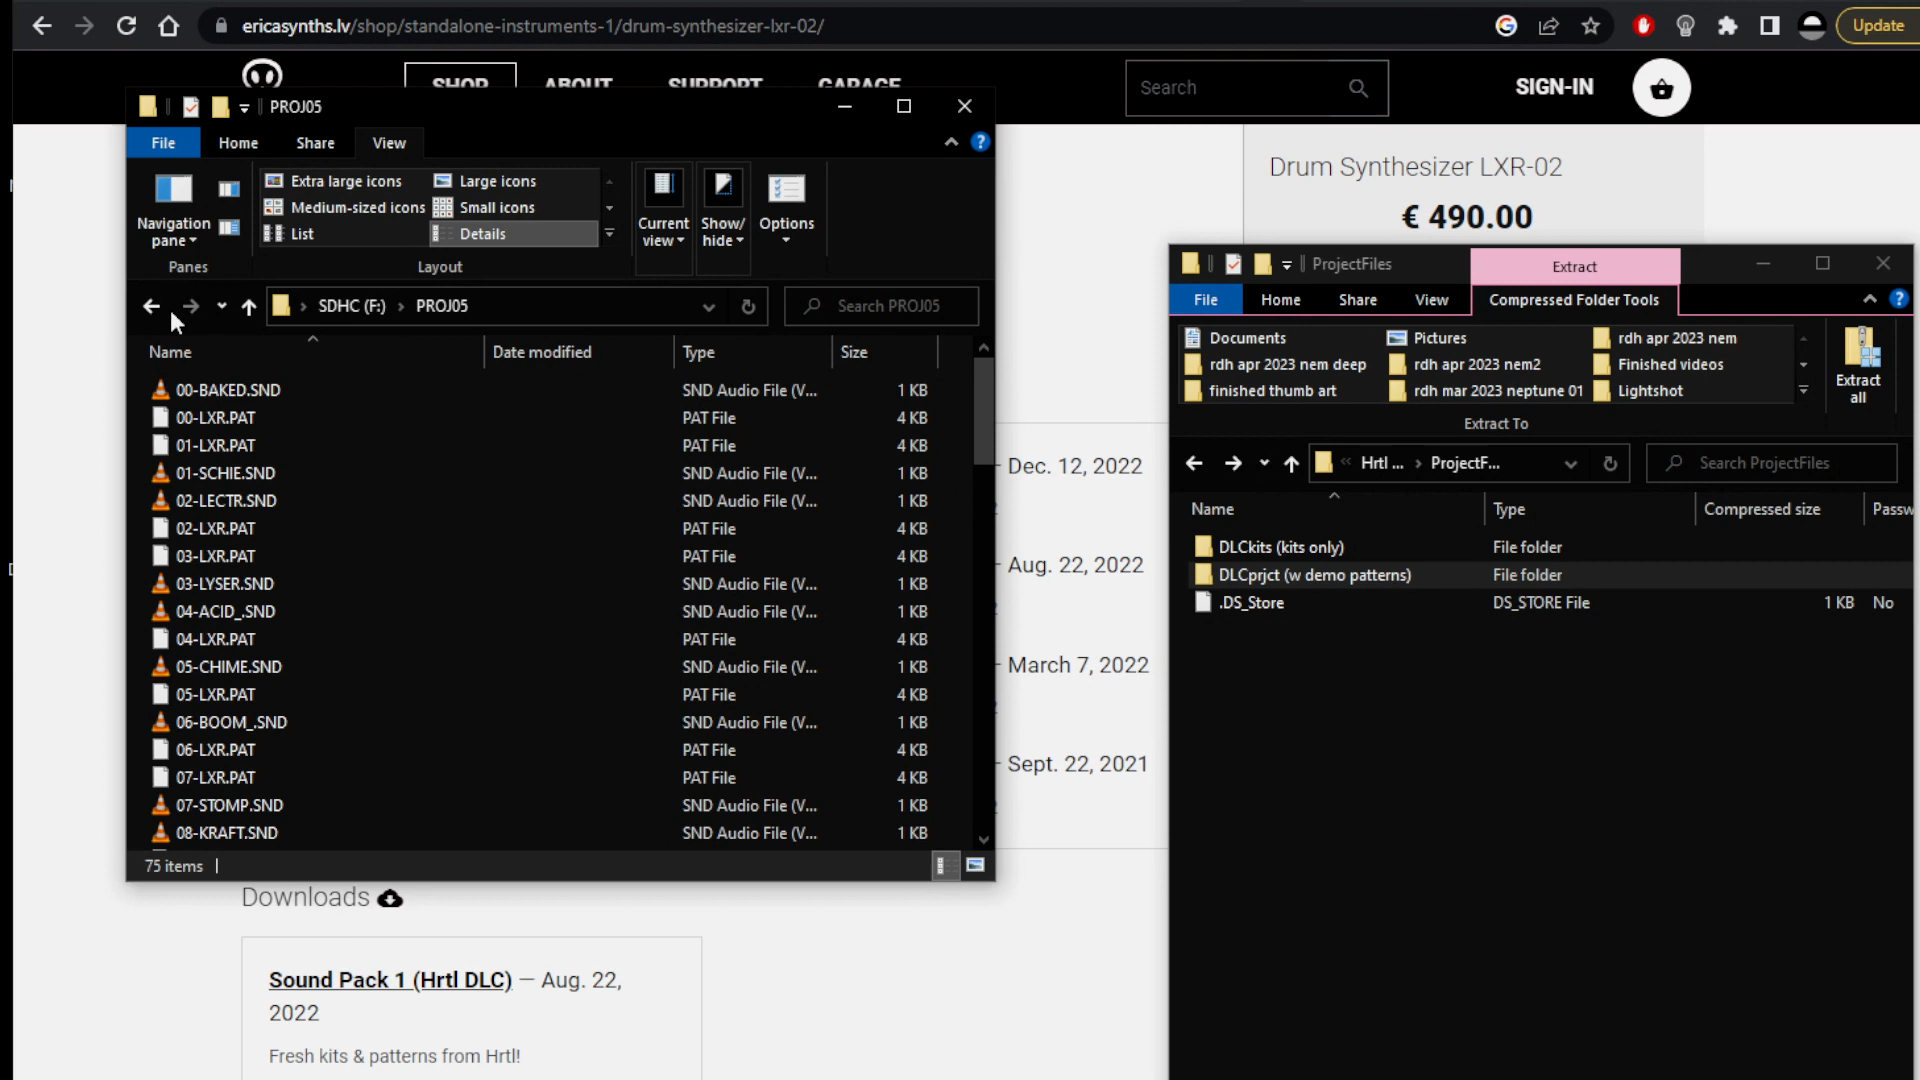 ericasynths.lv/shop/standalone-instruments-1/drum-synthesizer-lxr-02/
Update
SHOP ABOUT SUPPORT GARAGE
Search
SIGN-IN
PROJ05
File Home Share View
Extra large icons Large icons
Medium-sized icons Small icons
List Details
Navigation pane
Current view
Show/ hide
Options
Panes Layout
SDHC (F:) PROJ05
Search PROJ05
Name Date modified Type Size
00-BAKED.SND SND Audio File (V... 1 KB
00-LXR.PAT PAT File 4 KB
01-LXR.PAT PAT File 4 KB
01-SCHIE.SND SND Audio File (V... 1 KB
02-LECTR.SND SND Audio File (V... 1 KB
02-LXR.PAT PAT File 4 KB
03-LXR.PAT PAT File 4 KB
03-LYSER.SND SND Audio File (V... 1 KB
04-ACID_.SND SND Audio File (V... 1 KB
04-LXR.PAT PAT File 4 KB
05-CHIME.SND SND Audio File (V... 1 KB
05-LXR.PAT PAT File 4 KB
06-BOOM_.SND SND Audio File (V... 1 KB
06-LXR.PAT PAT File 4 KB
07-LXR.PAT PAT File 4 KB
07-STOMP.SND SND Audio File (V... 1 KB
08-KRAFT.SND SND Audio File (V... 1 KB
75 items
Drum Synthesizer LXR-02
€ 490.00
Dec. 12, 2022
Aug. 22, 2022
March 7, 2022
Sept. 22, 2021
ProjectFiles
Extract
File Home Share View Compressed Folder Tools
Documents Pictures rdh apr 2023 nem
rdh apr 2023 nem deep rdh apr 2023 nem2 Finished videos
finished thumb art rdh mar 2023 neptune 01 Lightshot
Extract all
Extract To
Hrtl ... ProjectF...
Search ProjectFiles
Name Type Compressed size Passw
DLCkits (kits only) File folder
DLCprjct (w demo patterns) File folder
.DS_Store DS_STORE File 1 KB No
Downloads
Sound Pack 1 (Hrtl DLC) — Aug. 22,
2022
Fresh kits & patterns from Hrtl!